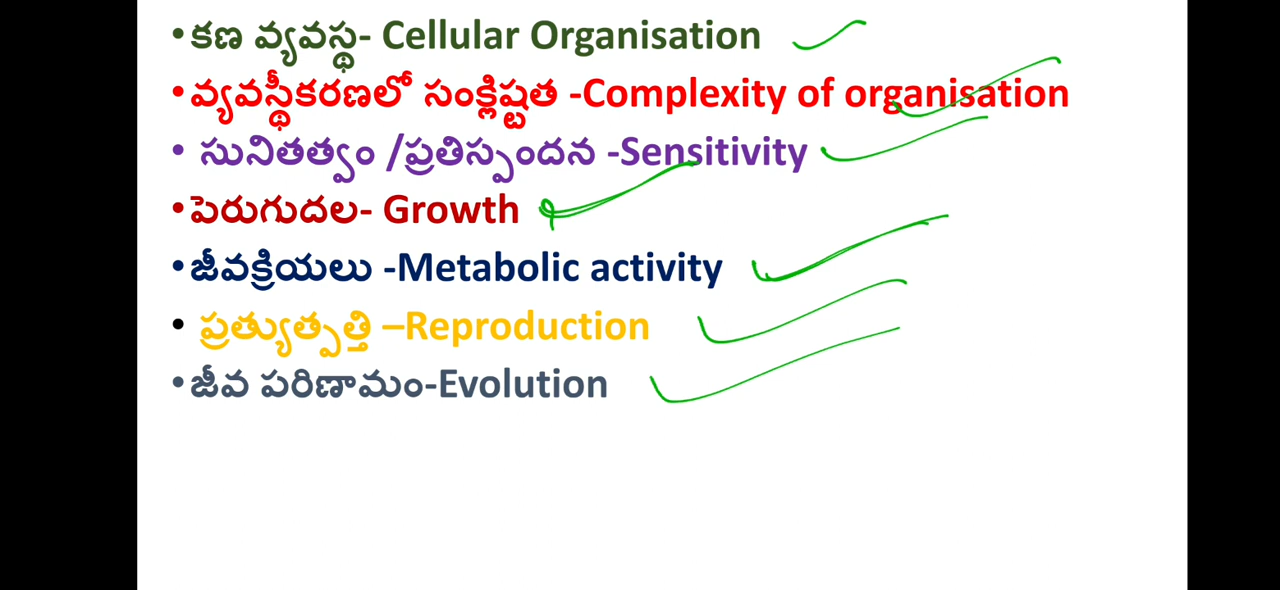 •కణ వ్యవస్థ- Cellular Organisation
•వ్యవస్థీకరణలో సంక్లిష్టత -Complexity of organisation
• సునితత్వం /ప్రతిస్పందన -Sensitivity
•పెరుగుదల- Growth
•జీవక్రియలు -Metabolic activity
• ప్రత్యుత్పత్తి –Reproduction
•జీవ పరిణామం-Evolution